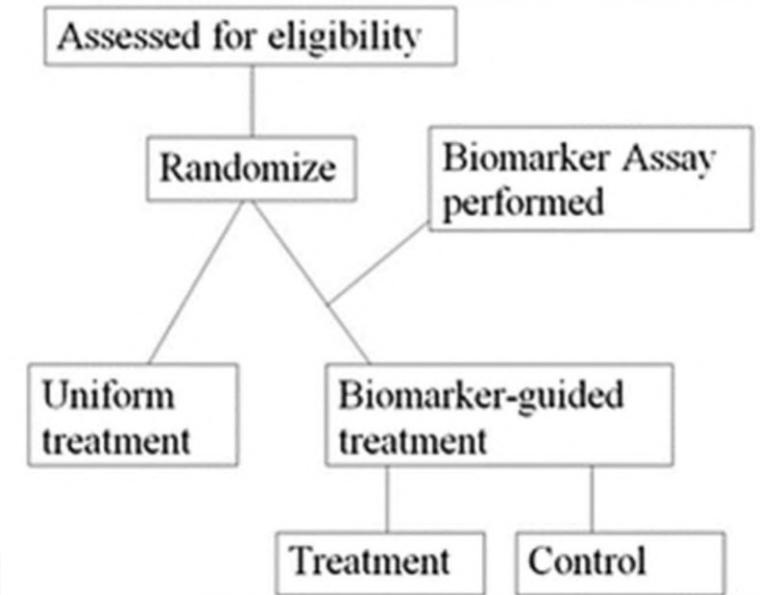 Assessed for eligibility
Randomize
Biomarker Assay
performed
Uniform
treatment
Biomarker-guided
treatment
Treatment
Control